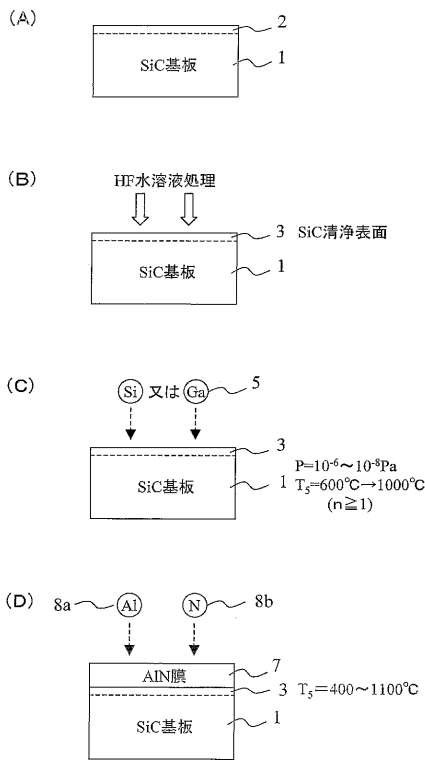 (A)
2
1
SiC基板
(B)
HF水溶液処理
3 SiC清浄表面
SiC基板
1
(C)
Si 又は Ga 5
3
P=10⁻⁶～10⁻⁸Pa
SiC基板
1 T₅=600℃→1000℃
(n≧1)
(D)
8a Al N 8b
7
AlN膜
3 T₅=400～1100℃
SiC基板
1